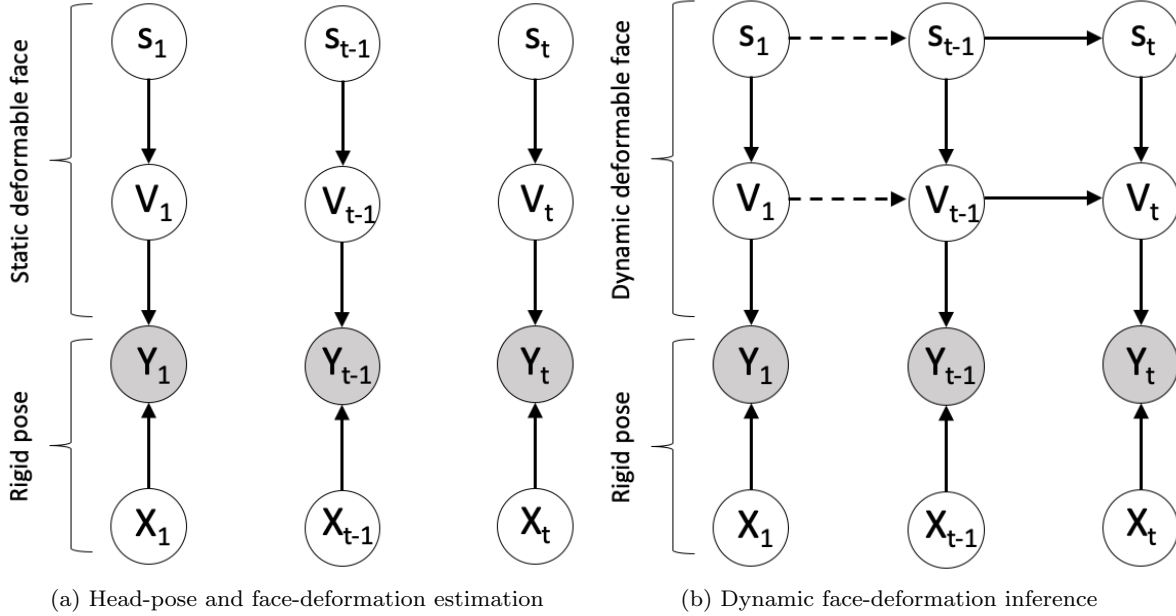 Static deformable face
Rigid pose
s1 st-1 st
V1 Vt-1 Vt
Y1 Yt-1 Yt
X1 Xt-1 Xt
(a) Head-pose and face-deformation estimation
Dynamic deformable face
Rigid pose
s1 st-1 st
V1 Vt-1 Vt
Y1 Yt-1 Yt
X1 Xt-1 Xt
(b) Dynamic face-deformation inference